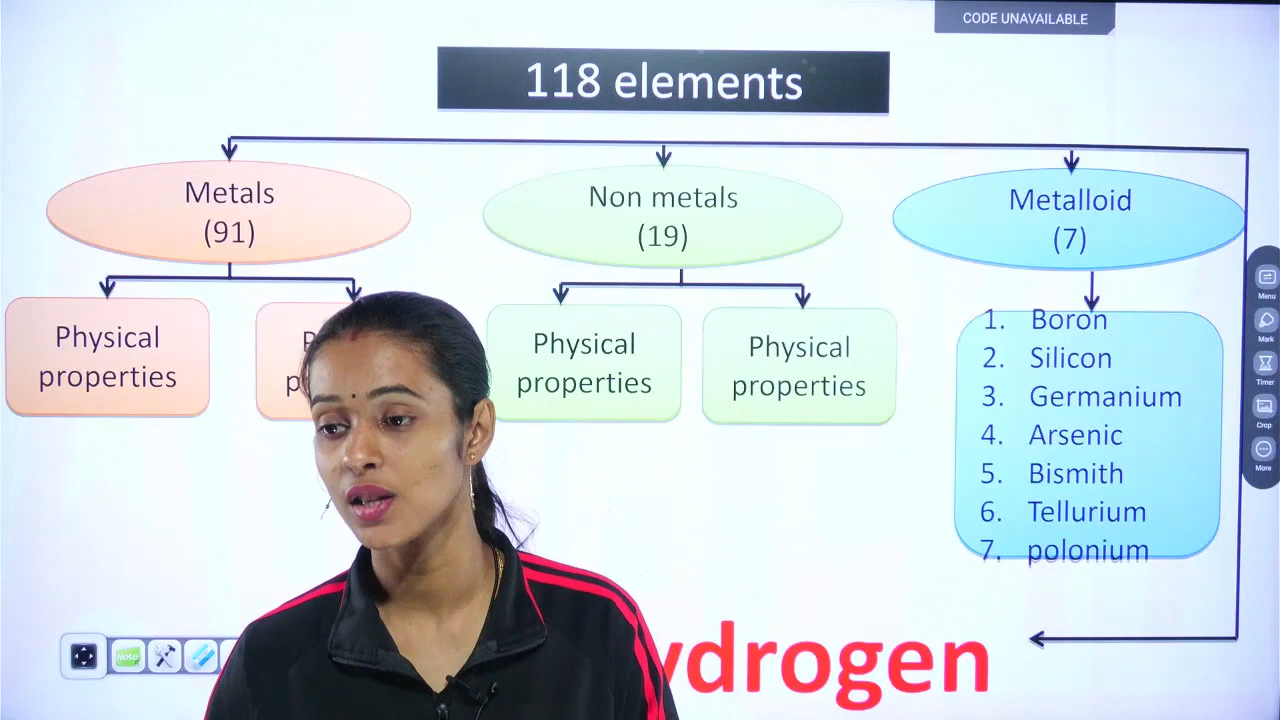 CODE UNAVAILABLE
118 elements
Metals
(91)
Non metals
(19)
Metalloid
(7)
Physical
properties
Physical
properties
Physical
properties
1. Boron
2. Silicon
3. Germanium
4. Arsenic
5. Bismith
6. Tellurium
7. polonium
Menu
Mark
Timer
Crop
More
Note